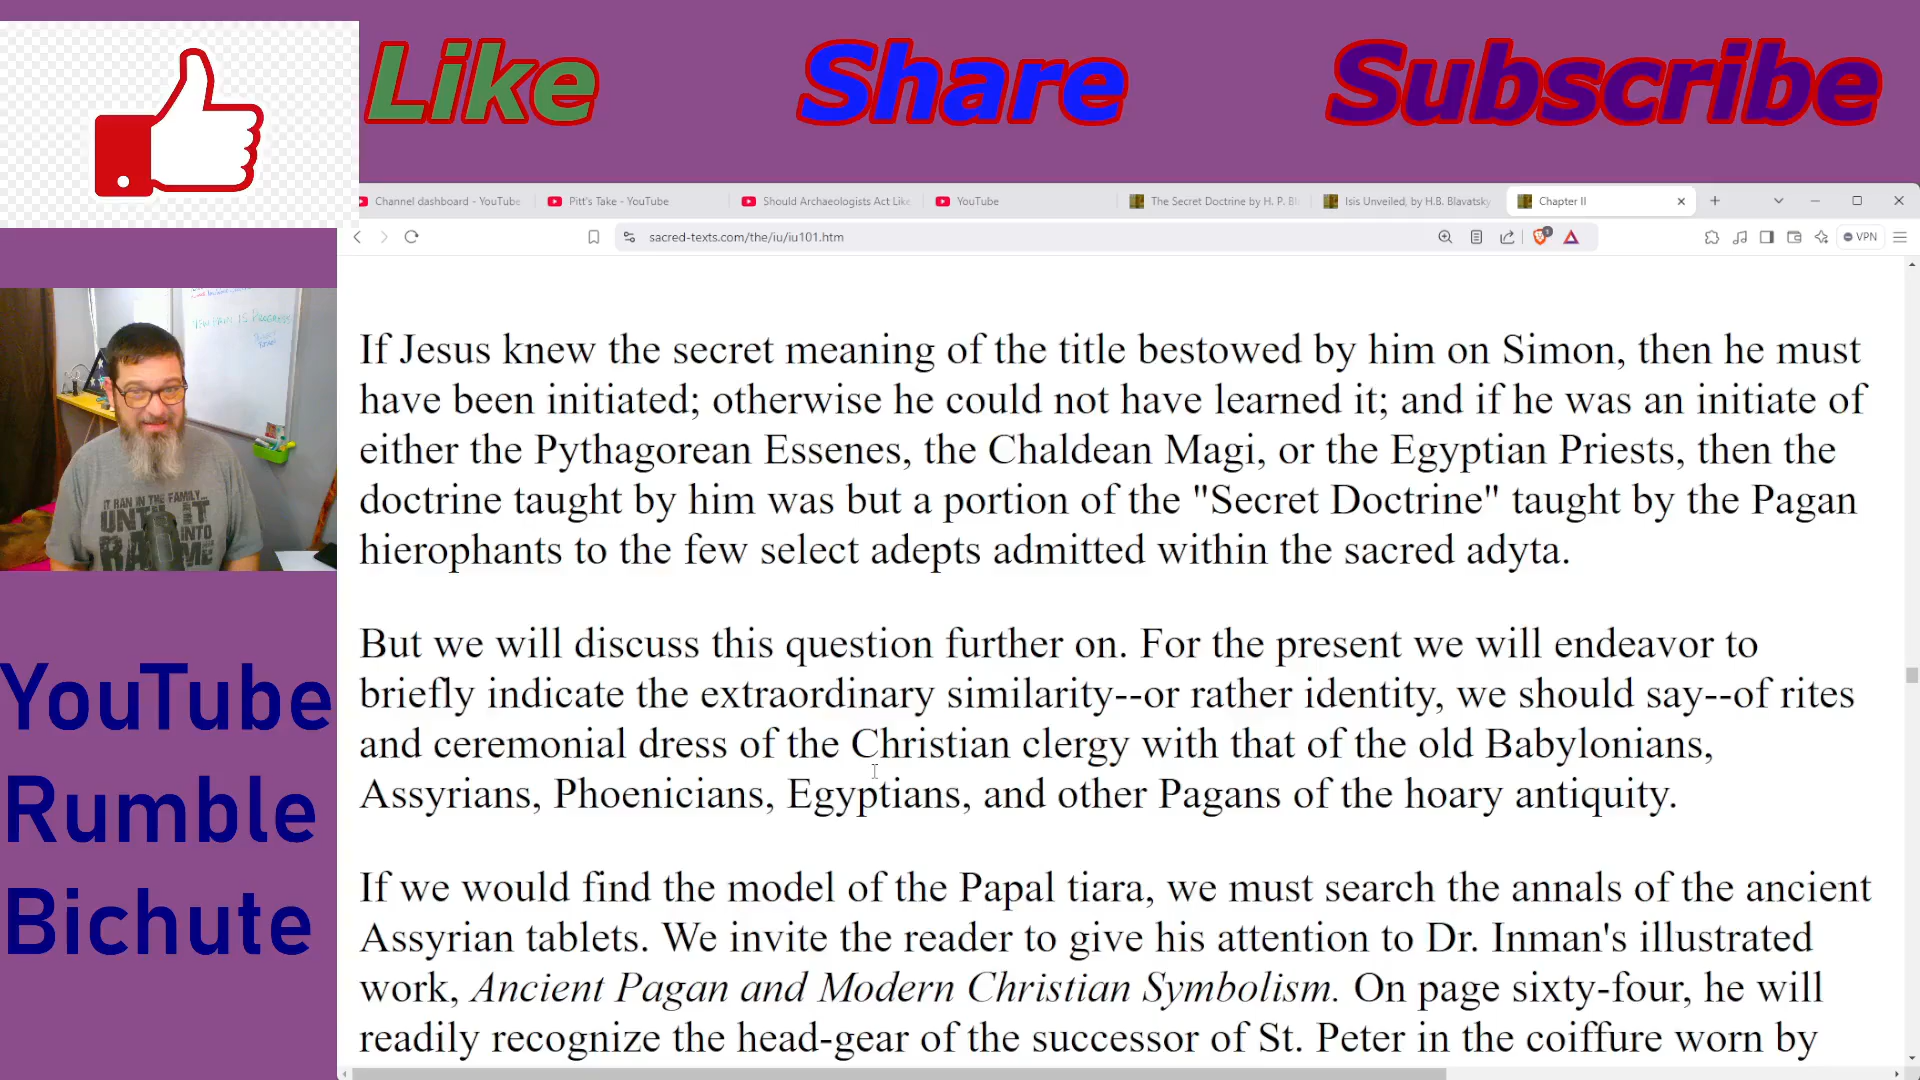 Like Share Subscribe
Channel dashboard - YouTube
Pitt's Take - YouTube
Should Archaeologists Act Like
YouTube
The Secret Doctrine by H. P. Bl
Isis Unveiled, by H.B. Blavatsky
Chapter II
sacred-texts.com/the/iu/iu101.htm
1
VPN
If Jesus knew the secret meaning of the title bestowed by him on Simon, then he must
have been initiated; otherwise he could not have learned it; and if he was an initiate of
either the Pythagorean Essenes, the Chaldean Magi, or the Egyptian Priests, then the
doctrine taught by him was but a portion of the "Secret Doctrine" taught by the Pagan
hierophants to the few select adepts admitted within the sacred adyta.
But we will discuss this question further on. For the present we will endeavor to
briefly indicate the extraordinary similarity--or rather identity, we should say--of rites
and ceremonial dress of the Christian clergy with that of the old Babylonians,
Assyrians, Phoenicians, Egyptians, and other Pagans of the hoary antiquity.
If we would find the model of the Papal tiara, we must search the annals of the ancient
Assyrian tablets. We invite the reader to give his attention to Dr. Inman's illustrated
work, Ancient Pagan and Modern Christian Symbolism. On page sixty-four, he will
readily recognize the head-gear of the successor of St. Peter in the coiffure worn by
IT RAN IN THE FAMILY...
UNTIL IT
RAN INTO
ME
YouTube
Rumble
Bichute